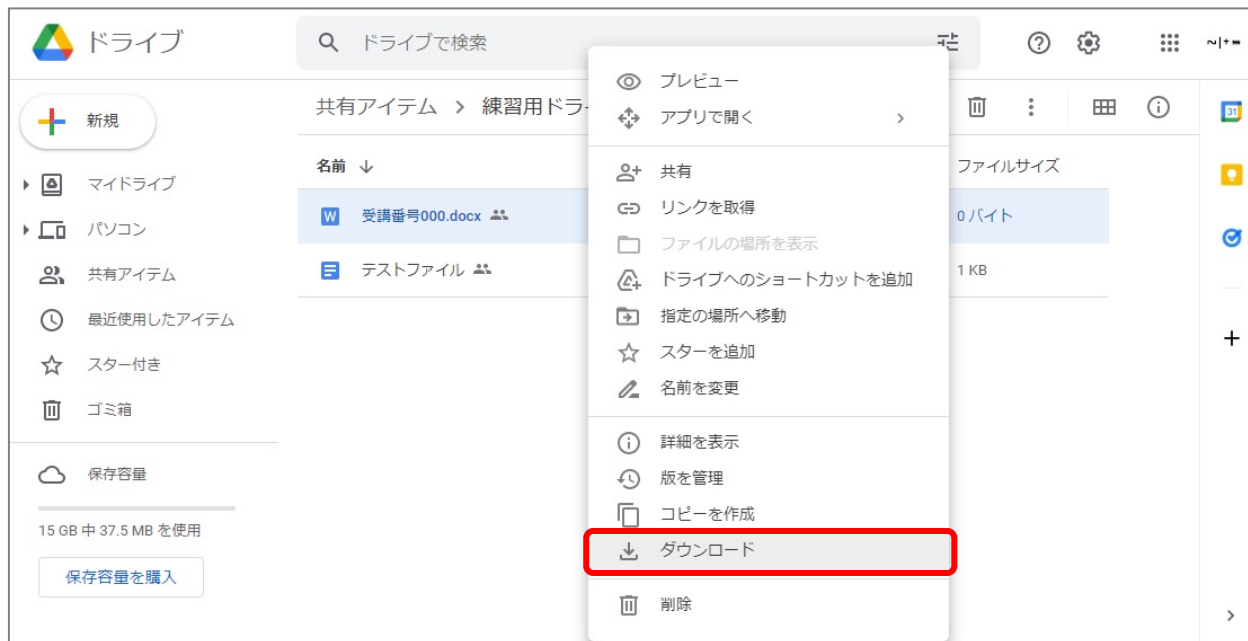 ドライブ
ドライブで検索
新規
マイドライブ
パソコン
共有アイテム
最近使用したアイテム
スター付き
ゴミ箱
保存容量
15 GB 中 37.5 MB を使用
保存容量を購入
共有アイテム > 練習用ドラ
名前
ファイルサイズ
受講番号000.docx
0 バイト
テストファイル
1 KB
プレビュー
アプリで開く
共有
リンクを取得
ファイルの場所を表示
ドライブへのショートカットを追加
指定の場所へ移動
スターを追加
名前を変更
詳細を表示
版を管理
コピーを作成
ダウンロード
削除
31